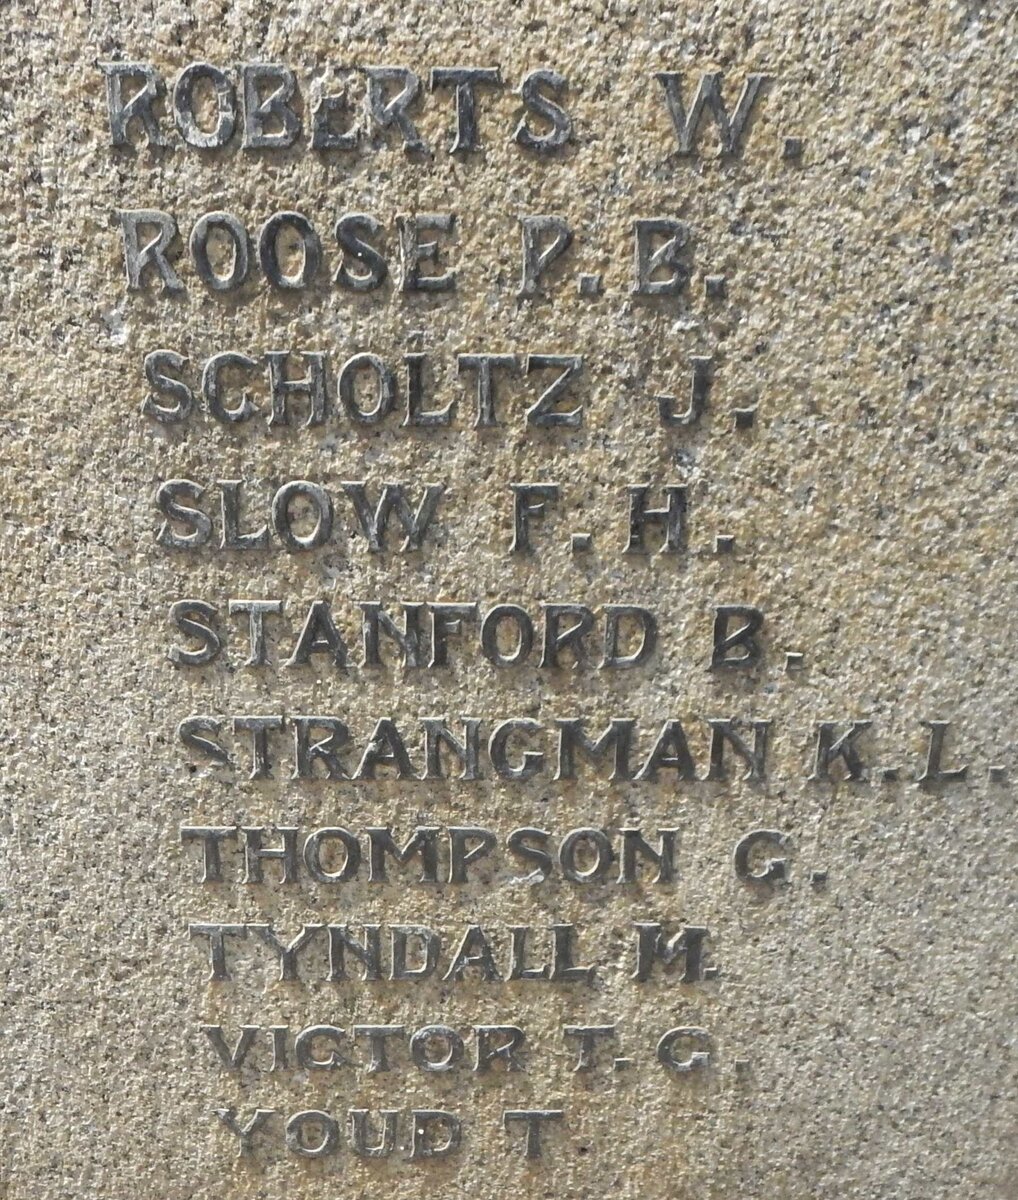 ROBERTS W.
ROOSE P. B.
SCHOLTZ J.
SLOW F. H.
STANFORD B.
STRANGMAN K. L.
THOMPSON G.
TYNDALL M.
VICTOR T. G.
YOUD T